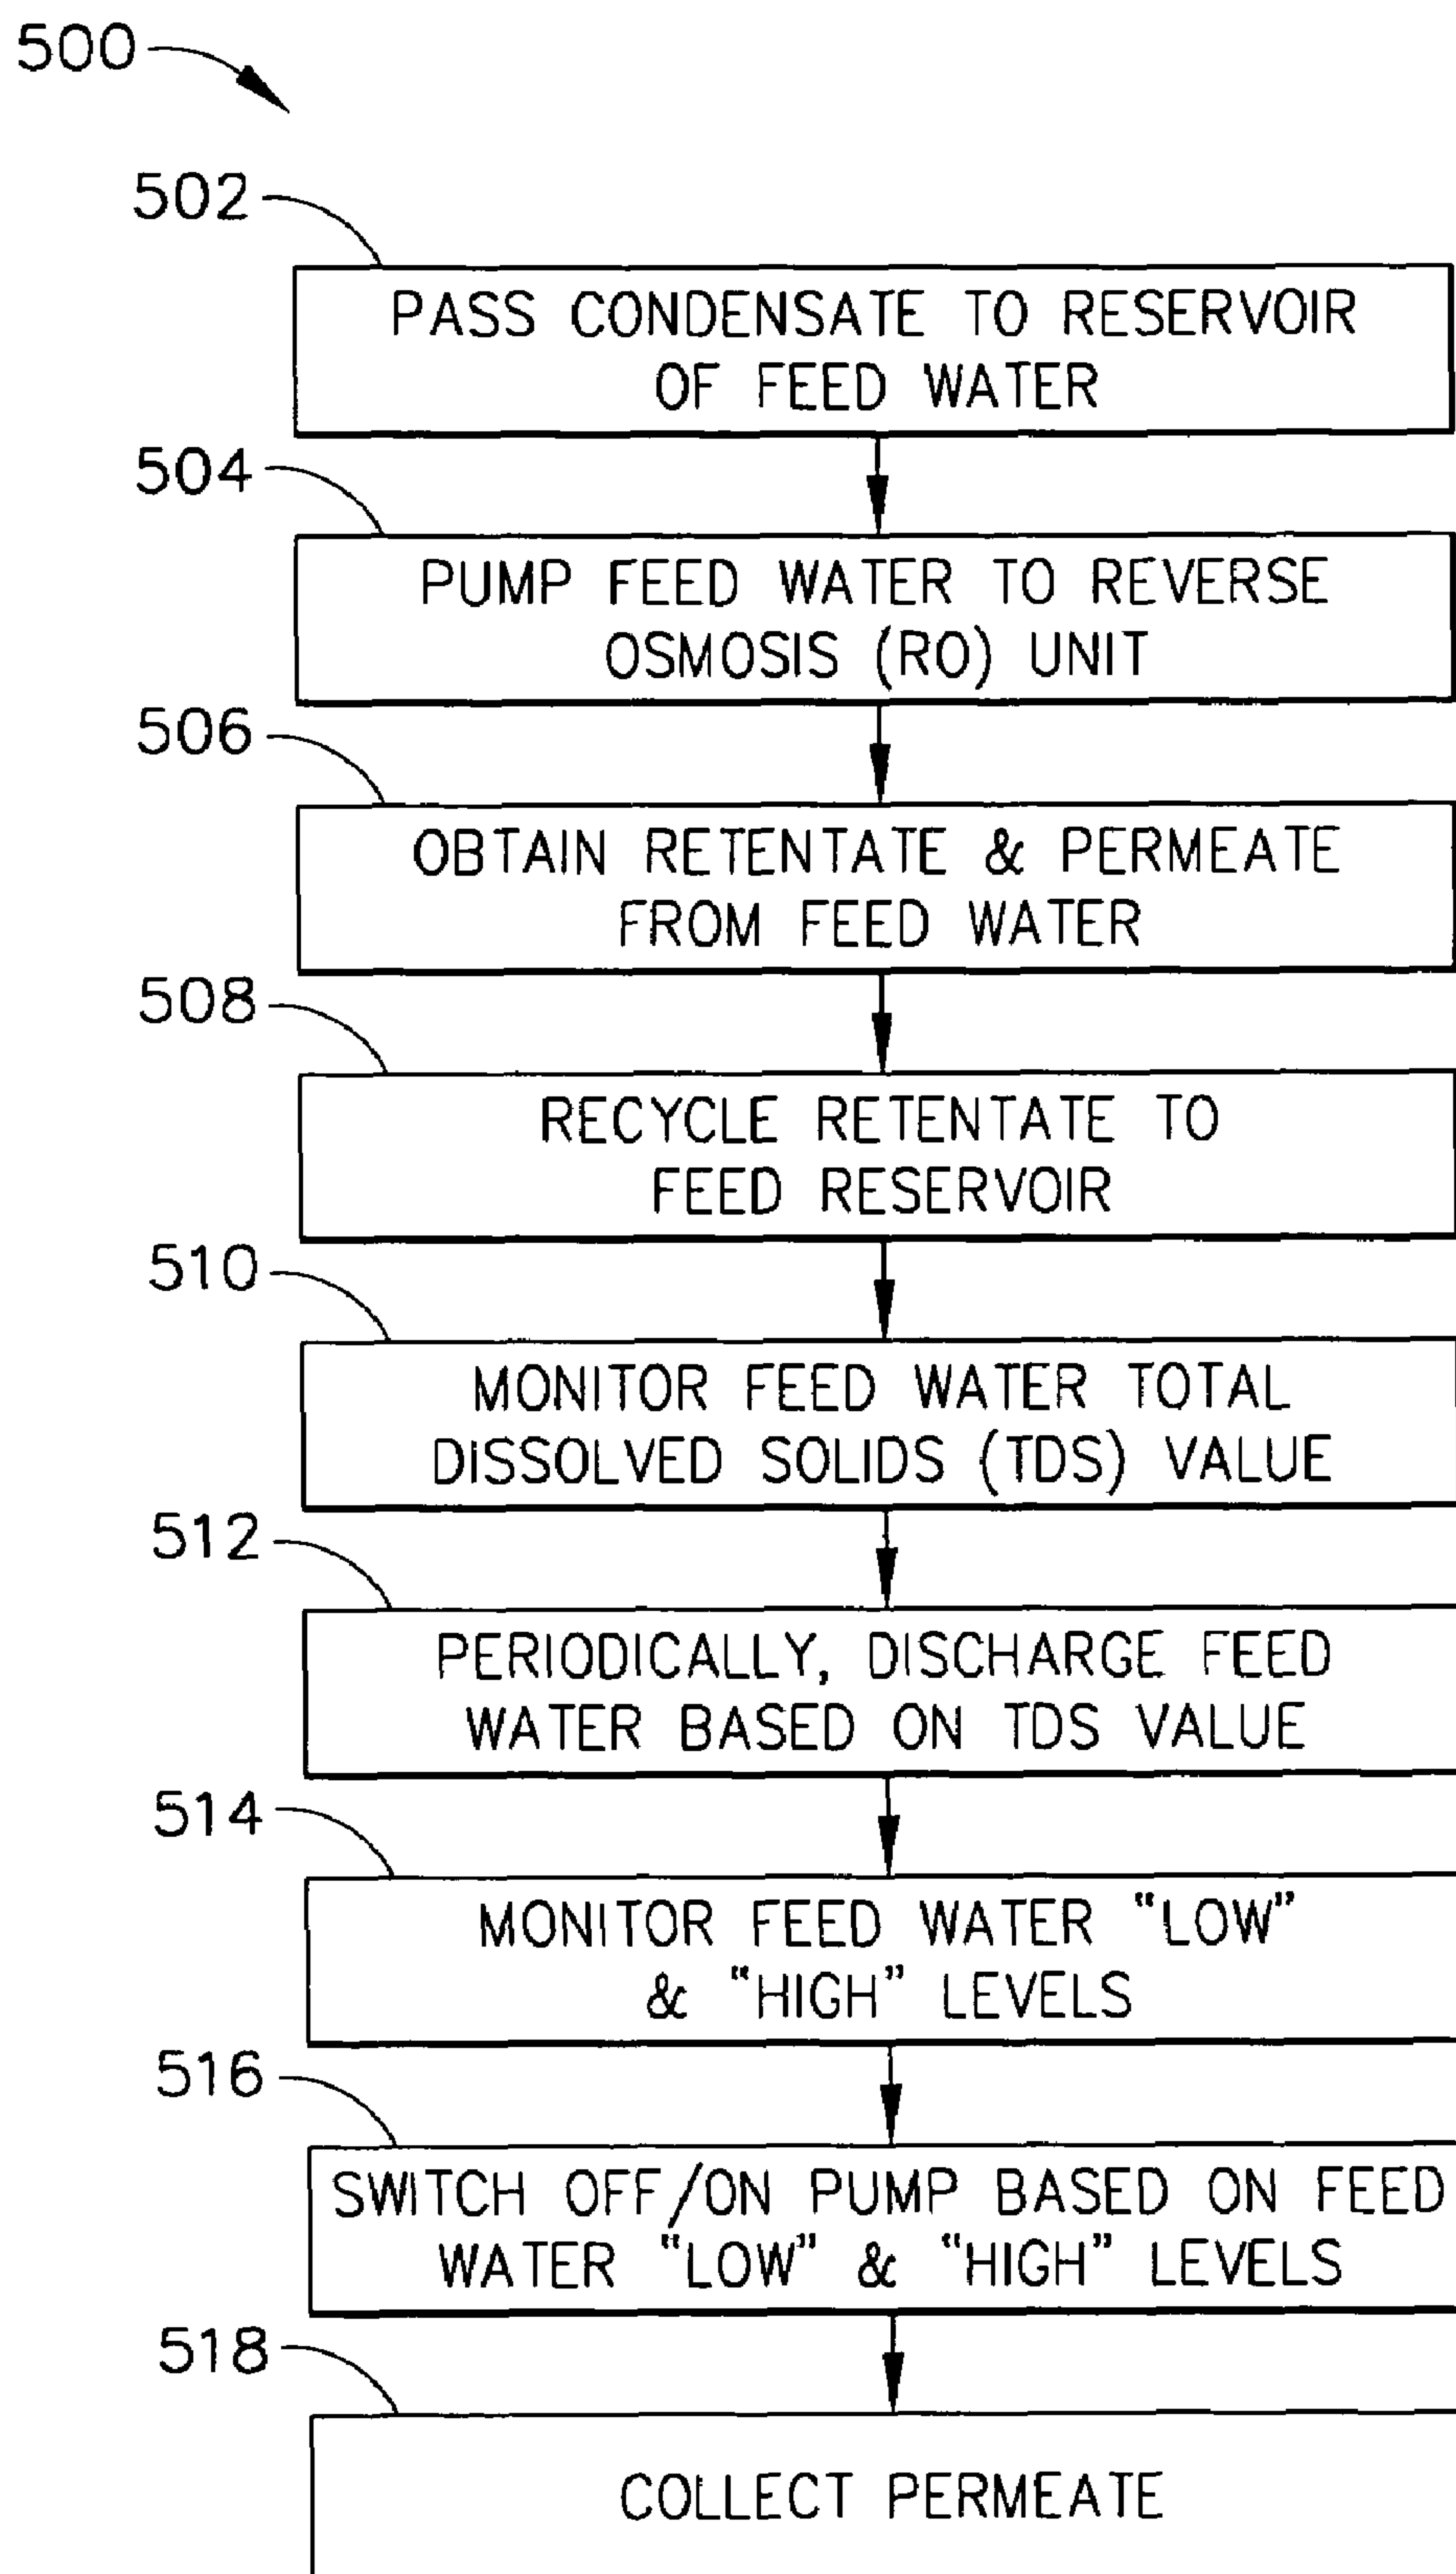 500
502
PASS CONDENSATE TO RESERVOIR
OF FEED WATER
504
PUMP FEED WATER TO REVERSE
OSMOSIS (RO) UNIT
506
OBTAIN RETENTATE & PERMEATE
FROM FEED WATER
508
RECYCLE RETENTATE TO
FEED RESERVOIR
510
MONITOR FEED WATER TOTAL
DISSOLVED SOLIDS (TDS) VALUE
512
PERIODICALLY, DISCHARGE FEED
WATER BASED ON TDS VALUE
514
MONITOR FEED WATER “LOW”
& “HIGH” LEVELS
516
SWITCH OFF/ON PUMP BASED ON FEED
WATER “LOW” & “HIGH” LEVELS
518
COLLECT PERMEATE